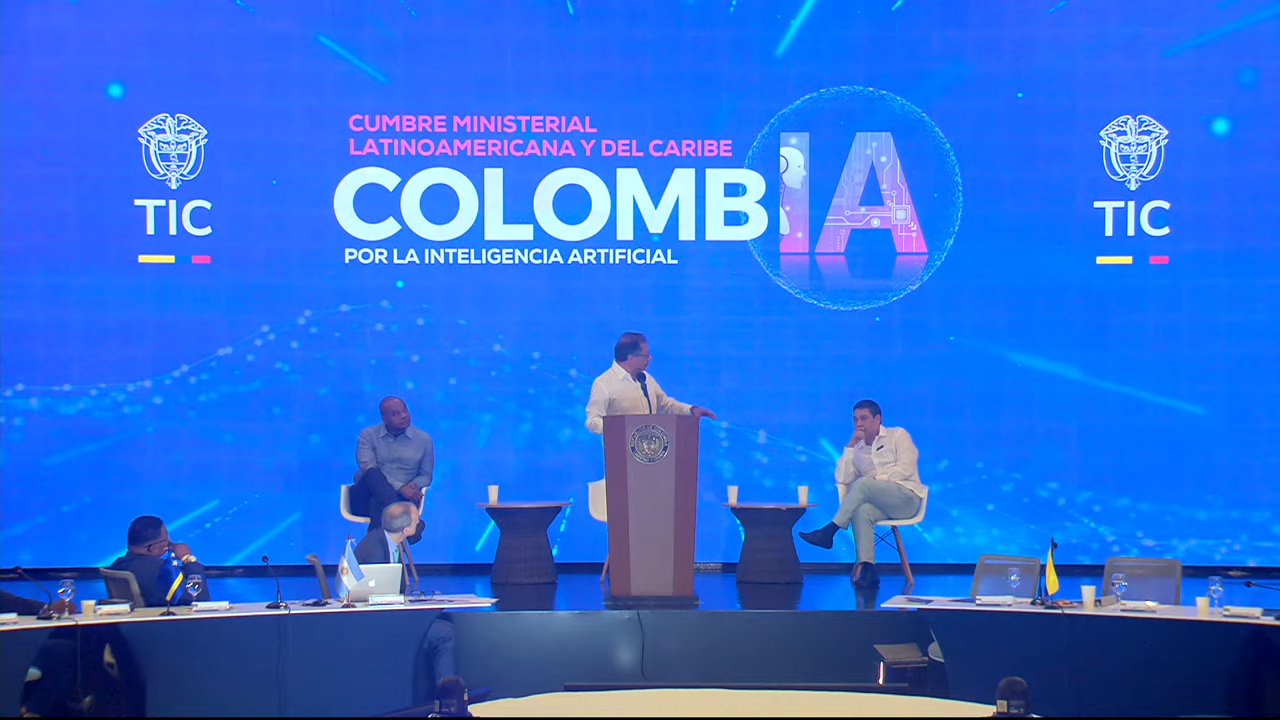 CUMBRE MINISTERIAL
LATINOAMERICANA Y DEL CARIBE
COLOMBIA
POR LA INTELIGENCIA ARTIFICIAL
TIC
TIC